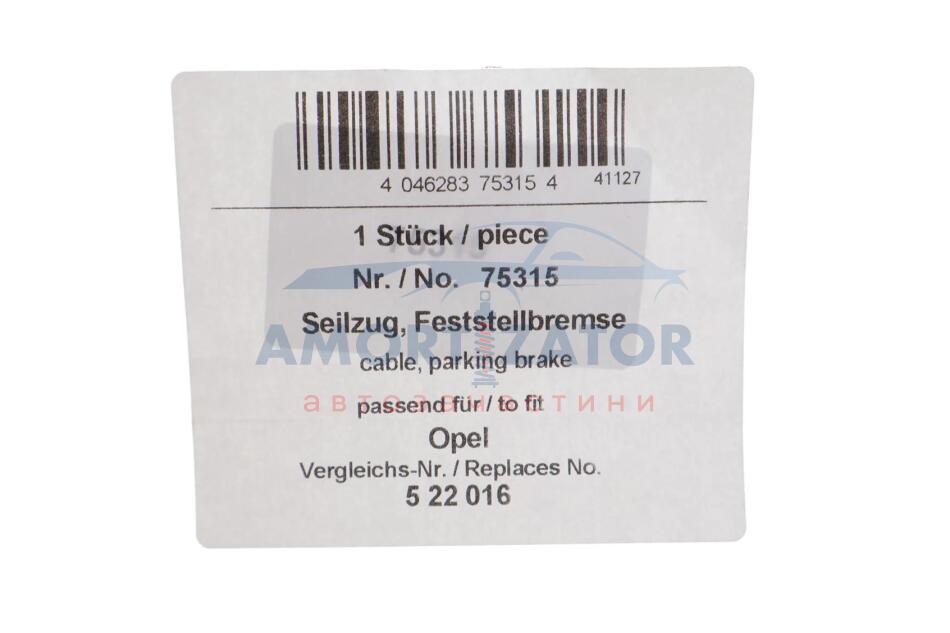 4 046283 75315 4 41127
1 Stück / piece
Nr. / No. 75315
Seilzug, Feststellbremse
AMORTIZATOR
cable, parking brake
автозапчастини
passend für / to fit
Opel
Vergleichs-Nr. / Replaces No.
5 22 016